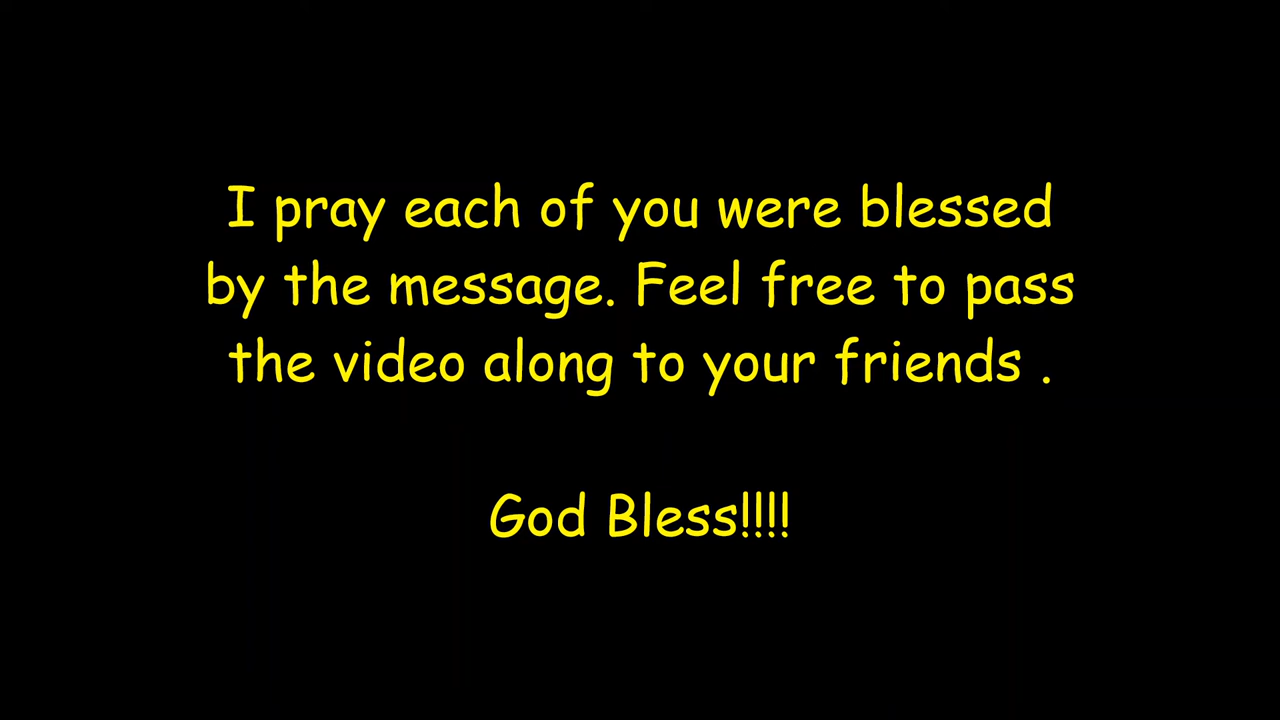 I pray each of you were blessed
by the message. Feel free to pass
the video along to your friends .
God Bless!!!!